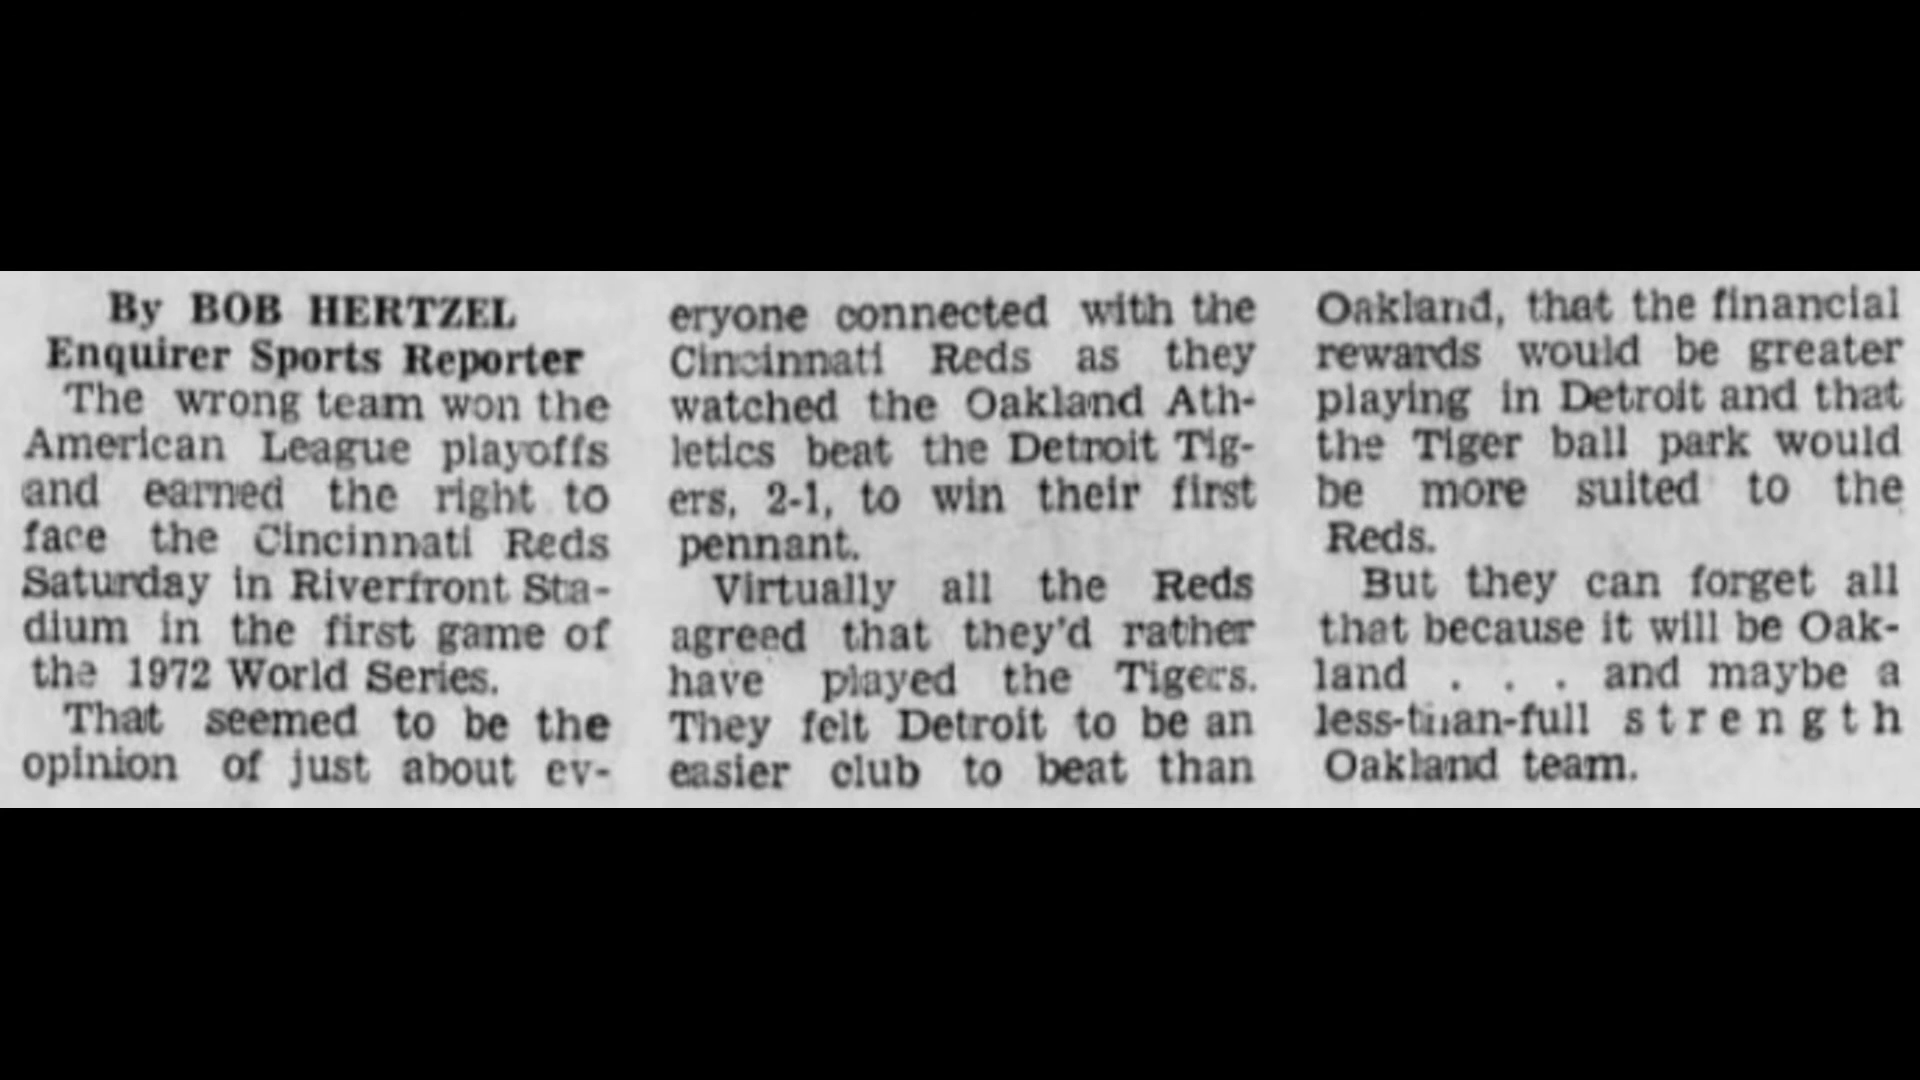 By BOB HERTZEL
Enquirer Sports Reporter
The wrong team won the
American League playoffs
and earned the right to
face the Cincinnati Reds
Saturday in Riverfront Sta-
dium in the first game of
the 1972 World Series.
That seemed to be the
opinion of just about ev-
eryone connected with the
Cincinnati Reds as they
watched the Oakland Ath-
letics beat the Detroit Tig-
ers, 2-1, to win their first
pennant.
Virtually all the Reds
agreed that they'd rather
have played the Tigers.
They felt Detroit to be an
easier club to beat than
Oakland, that the financial
rewards would be greater
playing in Detroit and that
the Tiger ball park would
be more suited to the
Reds.
But they can forget all
that because it will be Oak-
land . . . and maybe a
less-than-full strength
Oakland team.